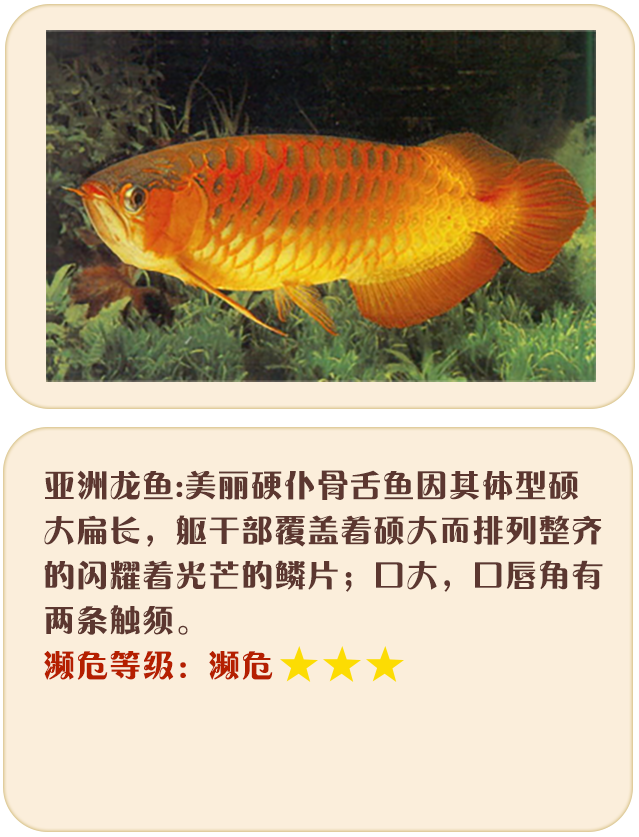 亚洲龙鱼:美丽硬仆骨舌鱼因其体型硕
大扁长，躯干部覆盖着硕大而排列整齐
的闪耀着光芒的鳞片；口大，口唇角有
两条触须。
濒危等级：濒危★★★